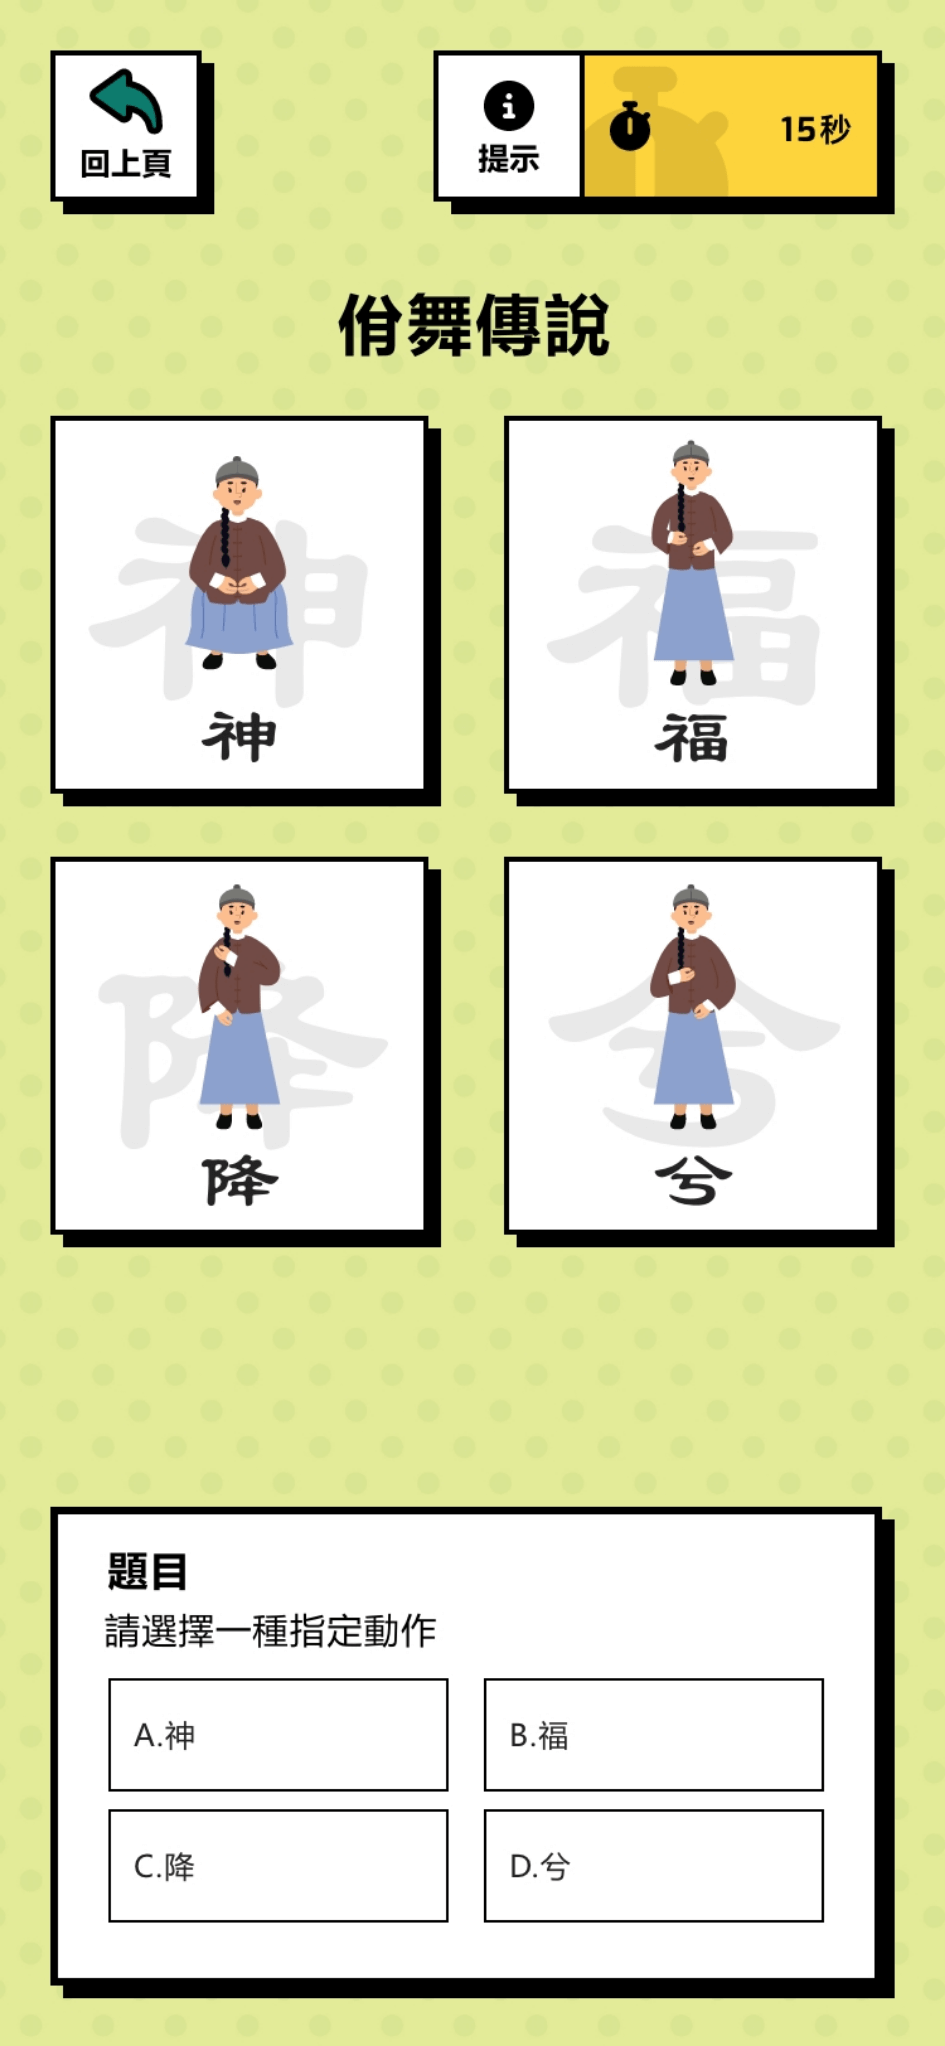 回上頁
提示
15秒
佾舞傳說
神
福
降
兮
題目
請選擇一種指定動作
A.神
B.福
C.降
D.兮